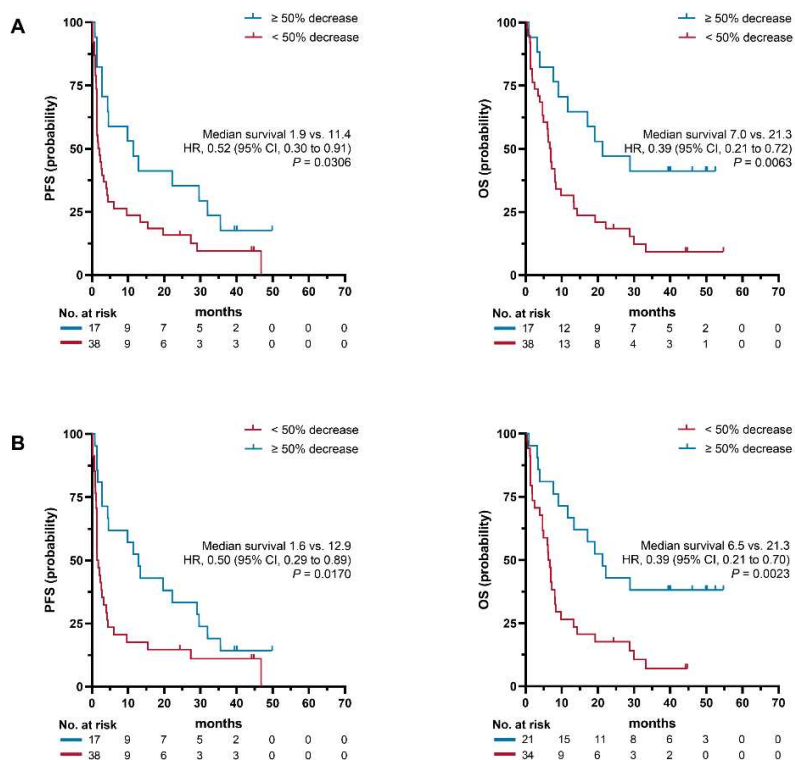 A
≥ 50% decrease
< 50% decrease
100
75
50
25
0
PFS (probability)
Median survival 1.9 vs. 11.4
HR, 0.52 (95% CI, 0.30 to 0.91)
P = 0.0306
0 10 20 30 40 50 60 70
months
No. at risk
17 9 7 5 2 0 0 0
38 9 6 3 3 0 0 0
≥ 50% decrease
< 50% decrease
100
75
50
25
0
OS (probability)
Median survival 7.0 vs. 21.3
HR, 0.39 (95% CI, 0.21 to 0.72)
P = 0.0063
0 10 20 30 40 50 60 70
months
No. at risk
17 12 9 7 5 2 0 0
38 13 8 4 3 1 0 0
B
< 50% decrease
≥ 50% decrease
100
75
50
25
0
PFS (probability)
Median survival 1.6 vs. 12.9
HR, 0.50 (95% CI, 0.29 to 0.89)
P = 0.0170
0 10 20 30 40 50 60 70
months
No. at risk
17 9 7 5 2 0 0 0
38 9 6 3 3 0 0 0
< 50% decrease
≥ 50% decrease
100
75
50
25
0
OS (probability)
Median survival 6.5 vs. 21.3
HR, 0.39 (95% CI, 0.21 to 0.70)
P = 0.0023
0 10 20 30 40 50 60 70
months
No. at risk
21 15 11 8 6 3 0 0
34 9 6 3 2 0 0 0